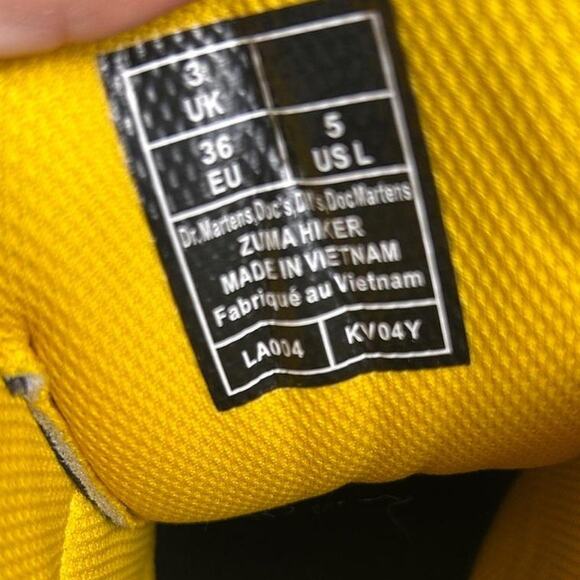 3
UK
36
EU
5
US L
Dr.Martens,Doc's,DM's,DocMartens
ZUMA HIKER
MADE IN VIETNAM
Fabriqué au Vietnam
LA004
KV04Y